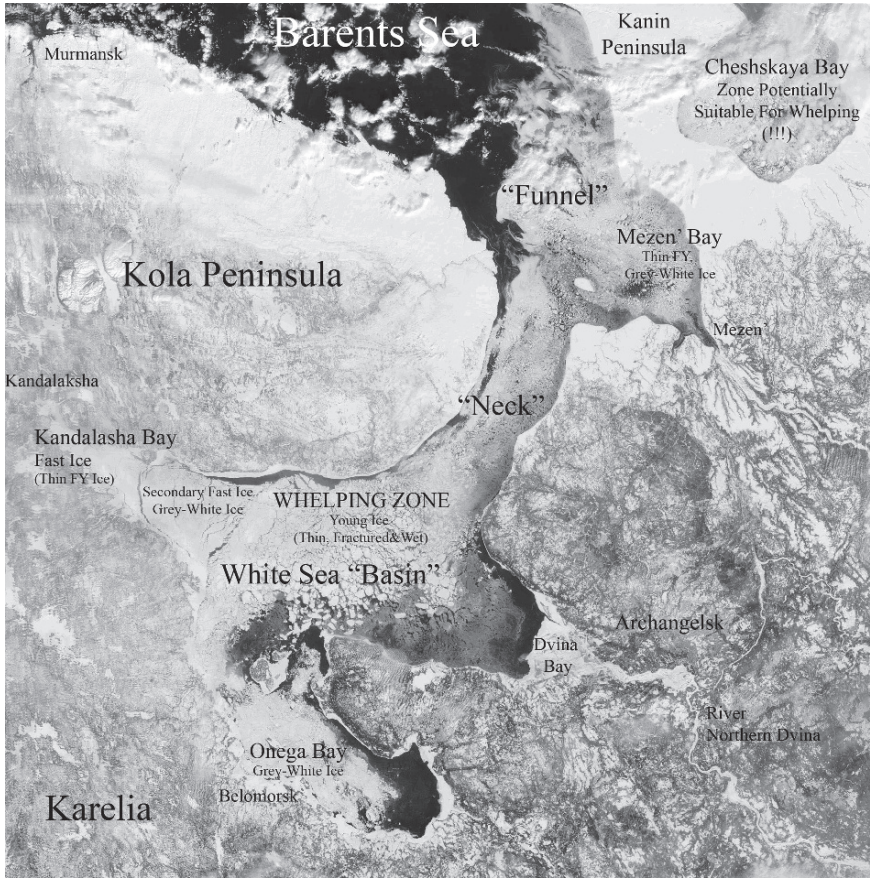 Barents Sea
Murmansk
Kanin
Peninsula
Cheshskaya Bay
Zone Potentially
Suitable For Whelping
(!!!)
“Funnel”
Mezen’ Bay
Thin FY,
Grey-White Ice
Kola Peninsula
Mezen’
Kandalaksha
“Neck”
Kandalasha Bay
Fast Ice
(Thin FY Ice)
Secondary Fast Ice
Grey-White Ice
WHELPING ZONE
Young Ice
(Thin, Fractured&Wet)
White Sea “Basin”
Archangelsk
Dvina
Bay
River
Northern Dvina
Onega Bay
Grey-White Ice
Belomorsk
Karelia